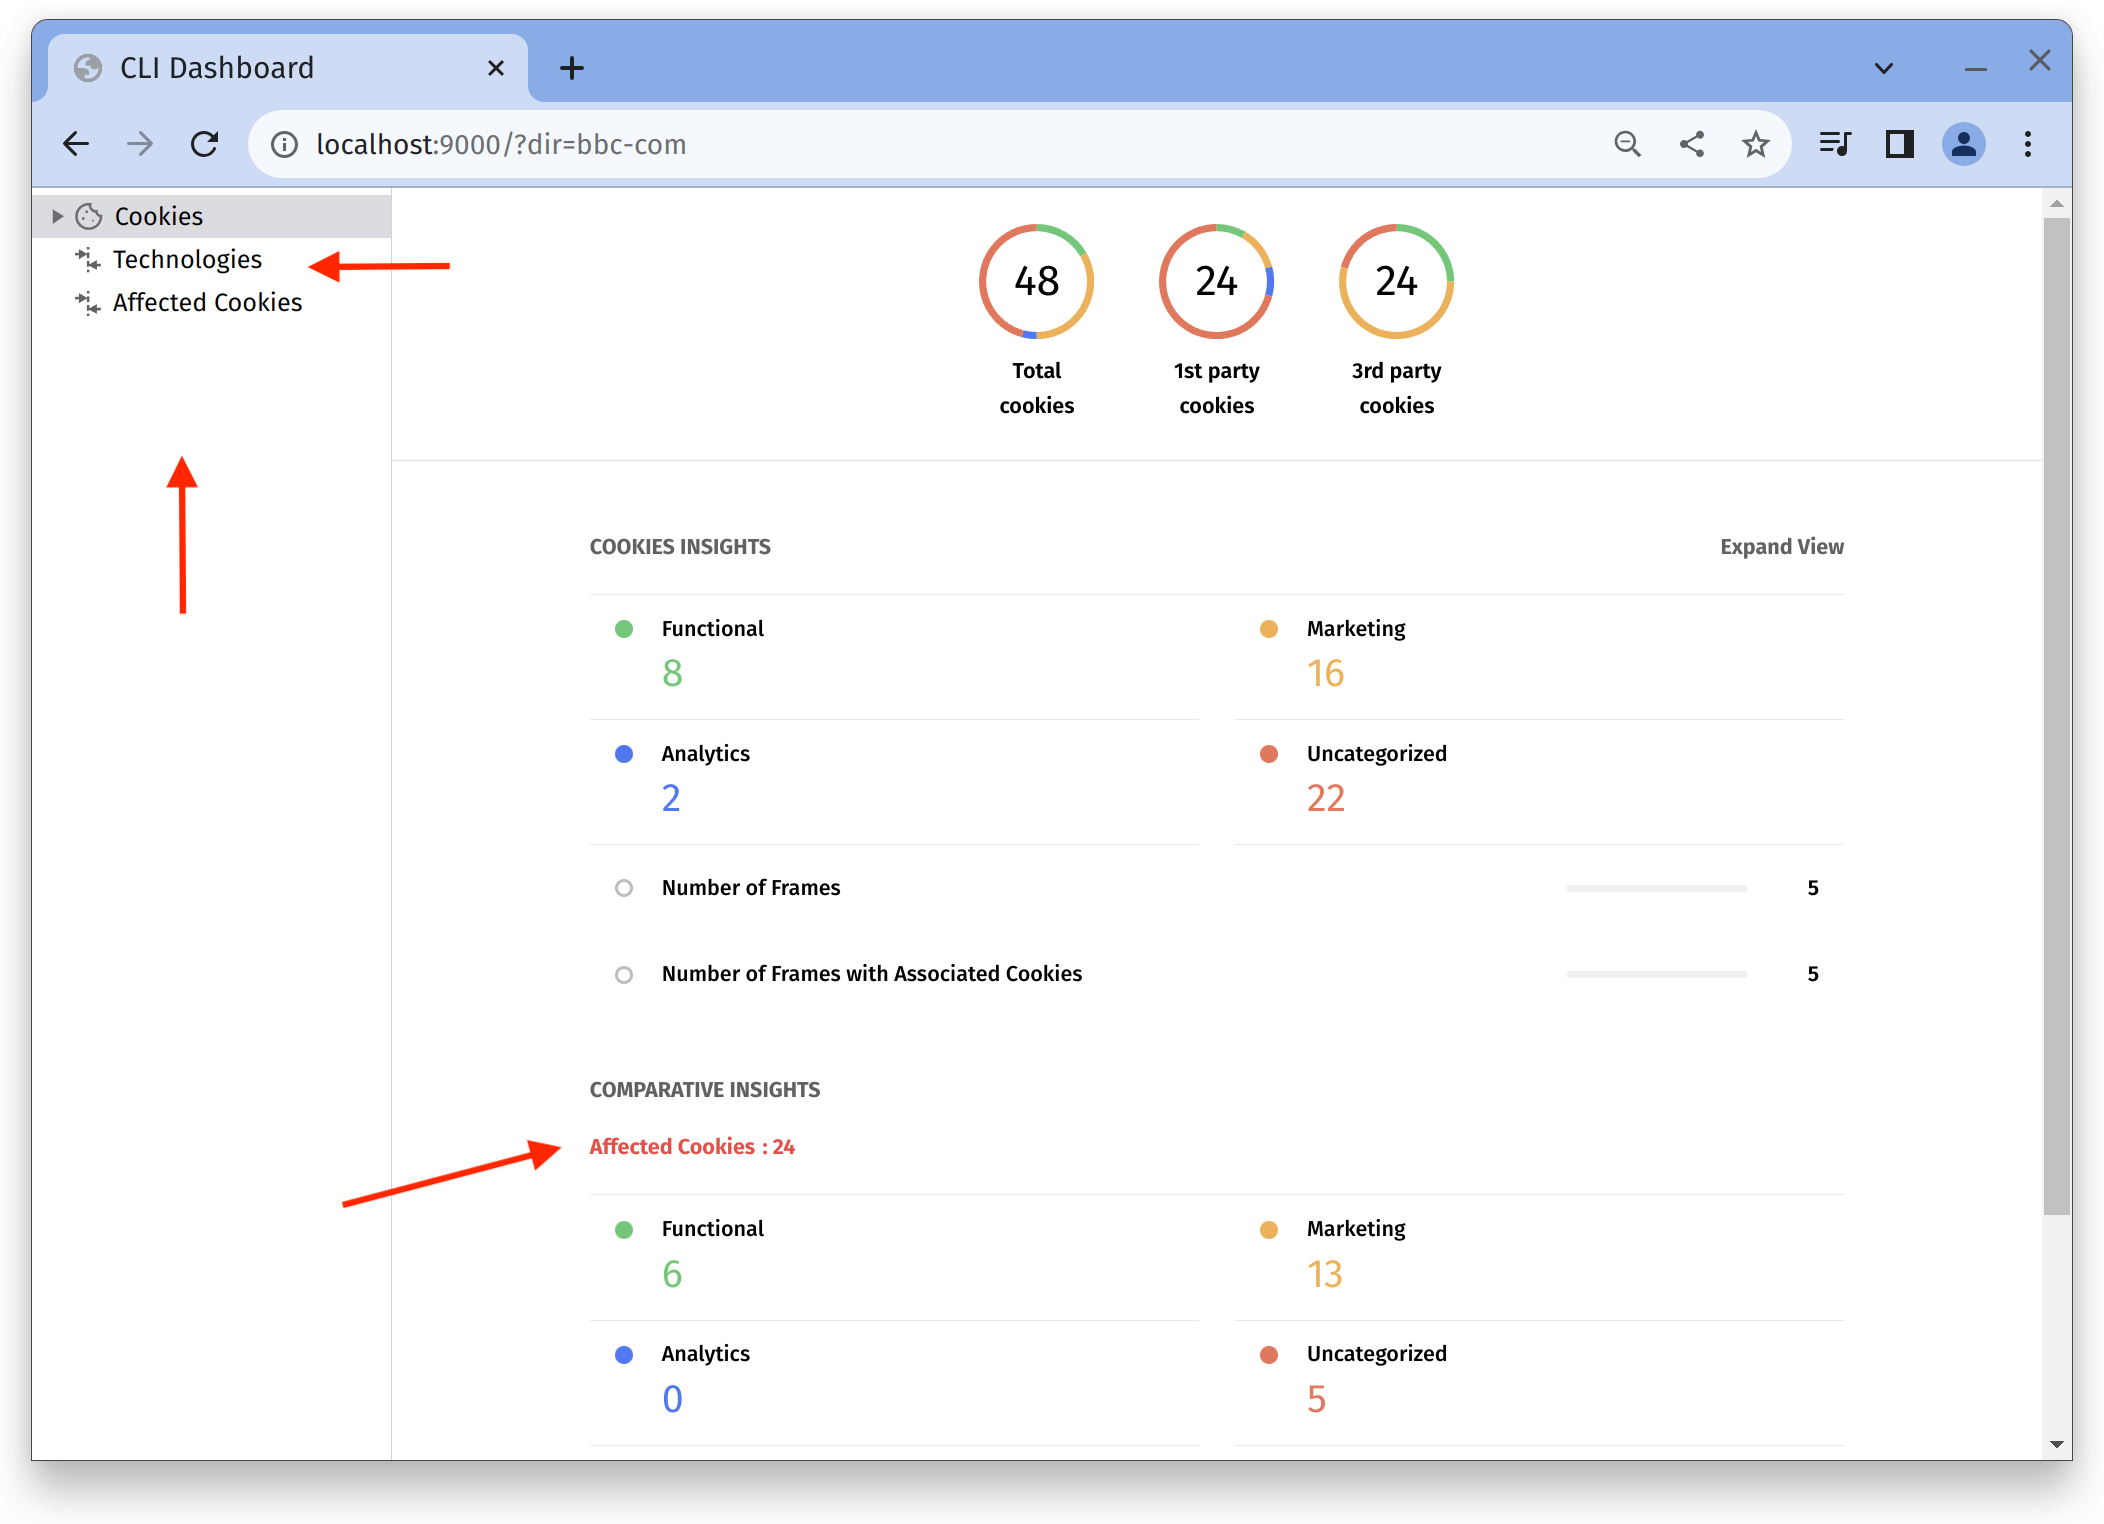 CLI Dashboard
localhost:9000/?dir=bbc-com
Cookies
Technologies
Affected Cookies
48
24
24
Total
cookies
1st party
cookies
3rd party
cookies
COOKIES INSIGHTS
Expand View
Functional
8
Marketing
16
Analytics
2
Uncategorized
22
Number of Frames
5
Number of Frames with Associated Cookies
5
COMPARATIVE INSIGHTS
Affected Cookies : 24
Functional
6
Marketing
13
Analytics
0
Uncategorized
5